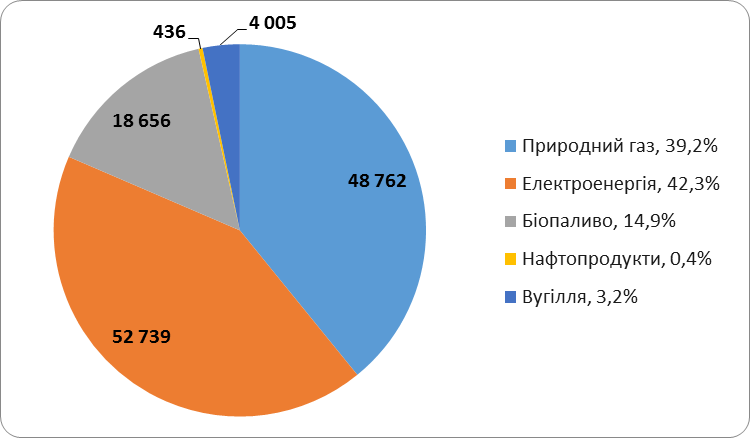 436
4 005
18 656
48 762
52 739
Природний газ, 39,2%
Електроенергія, 42,3%
Біопаливо, 14,9%
Нафтопродукти, 0,4%
Вугілля, 3,2%